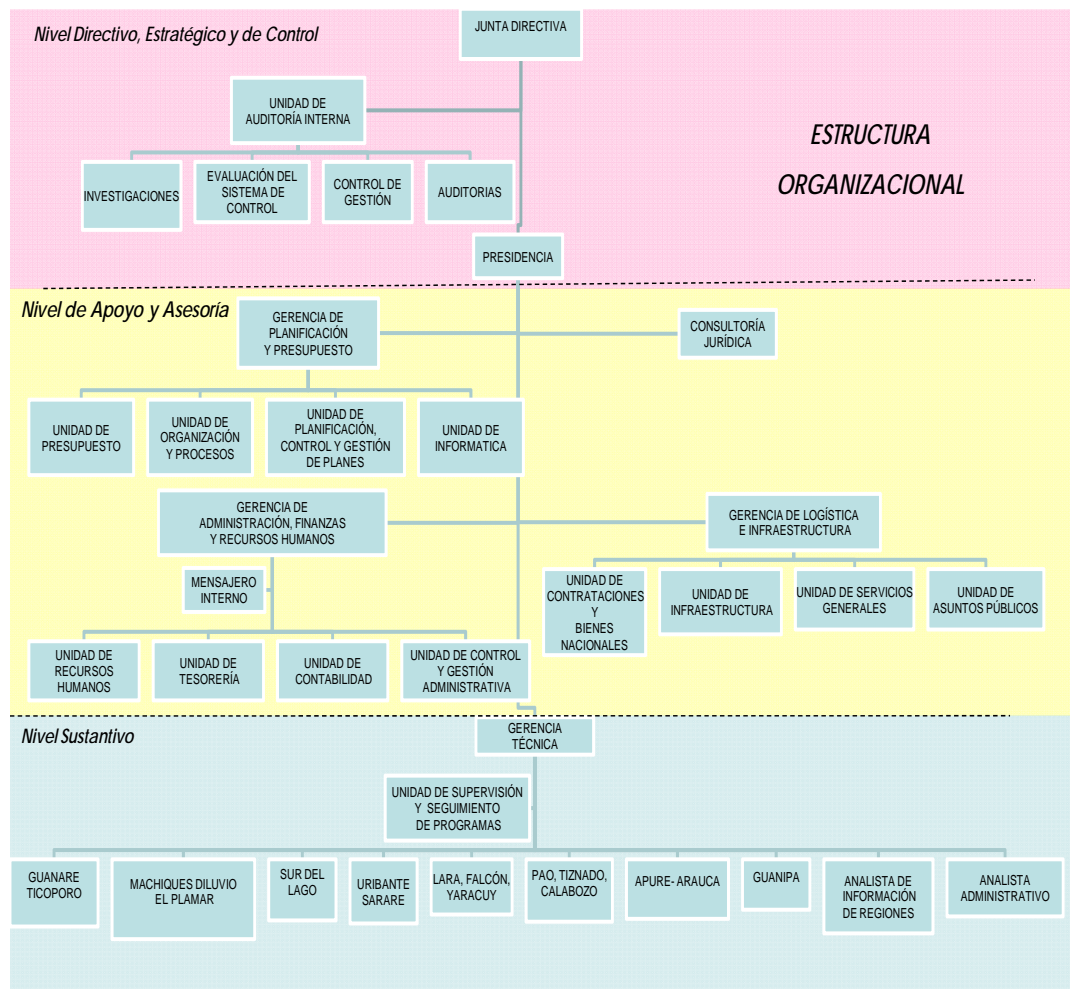 Nivel Directivo, Estratégico y de Control
JUNTA DIRECTIVA
UNIDAD DE
AUDITORÍA INTERNA
ESTRUCTURA
ORGANIZACIONAL
INVESTIGACIONES
EVALUACIÓN DEL
SISTEMA DE
CONTROL
CONTROL DE
GESTIÓN
AUDITORIAS
PRESIDENCIA
Nivel de Apoyo y Asesoría
GERENCIA DE
PLANIFICACIÓN
Y PRESUPUESTO
CONSULTORÍA
JURÍDICA
UNIDAD DE
PRESUPUESTO
UNIDAD DE
ORGANIZACIÓN
Y PROCESOS
UNIDAD DE
PLANIFICACIÓN,
CONTROL Y GESTIÓN
DE PLANES
UNIDAD DE
INFORMATICA
GERENCIA DE
ADMINISTRACIÓN, FINANZAS
Y RECURSOS HUMANOS
GERENCIA DE LOGÍSTICA
E INFRAESTRUCTURA
MENSAJERO
INTERNO
UNIDAD DE
CONTRATACIONES
Y
BIENES
NACIONALES
UNIDAD DE
INFRAESTRUCTURA
UNIDAD DE SERVICIOS
GENERALES
UNIDAD DE
ASUNTOS PÚBLICOS
UNIDAD DE
RECURSOS
HUMANOS
UNIDAD DE
TESORERÍA
UNIDAD DE
CONTABILIDAD
UNIDAD DE CONTROL
Y GESTIÓN
ADMINISTRATIVA
Nivel Sustantivo
GERENCIA
TÉCNICA
UNIDAD DE SUPERVISIÓN
Y SEGUIMIENTO
DE PROGRAMAS
GUANARE
TICOPORO
MACHIQUES DILUVIO
EL PLAMAR
SUR DEL
LAGO
URIBANTE
SARARE
LARA, FALCÓN,
YARACUY
PAO, TIZNADO,
CALABOZO
APURE- ARAUCA
GUANIPA
ANALISTA DE
INFORMACIÓN
DE REGIONES
ANALISTA
ADMINISTRATIVO